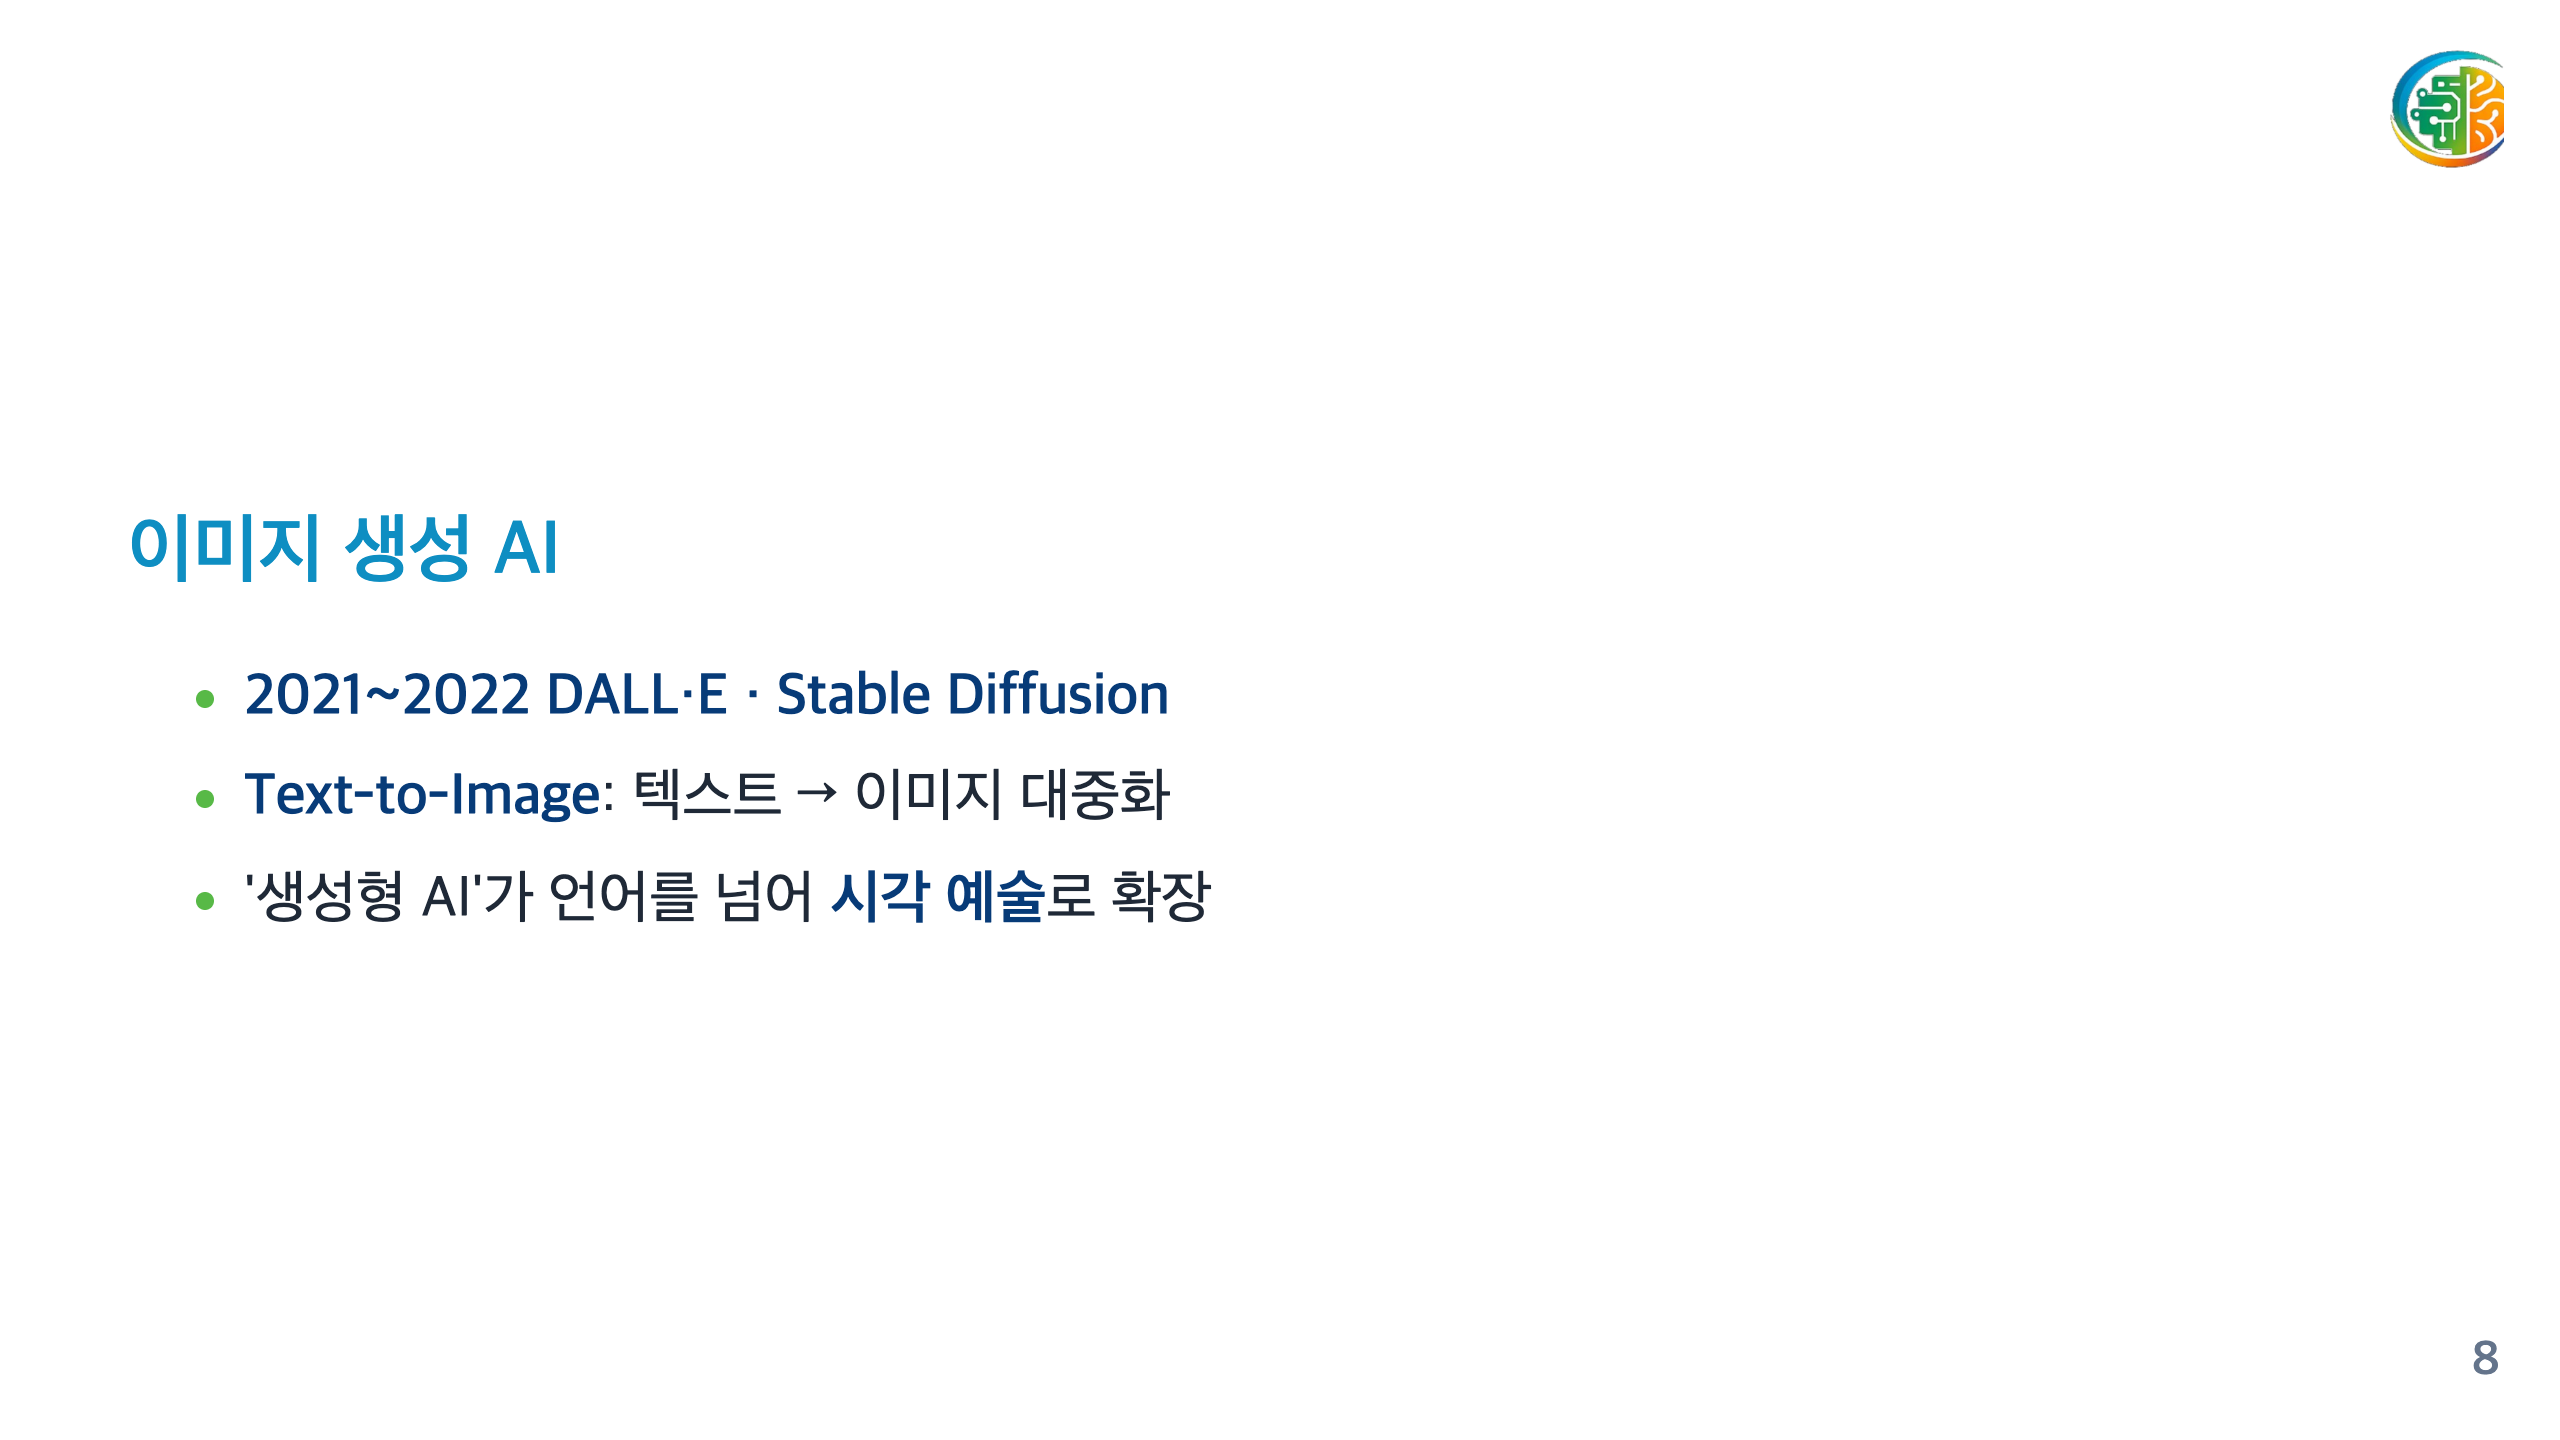 이미지 생성 AI
• 2021~2022 DALL·E · Stable Diffusion
• Text-to-Image: 텍스트 → 이미지 대중화
• '생성형 AI'가 언어를 넘어 시각 예술로 확장
8